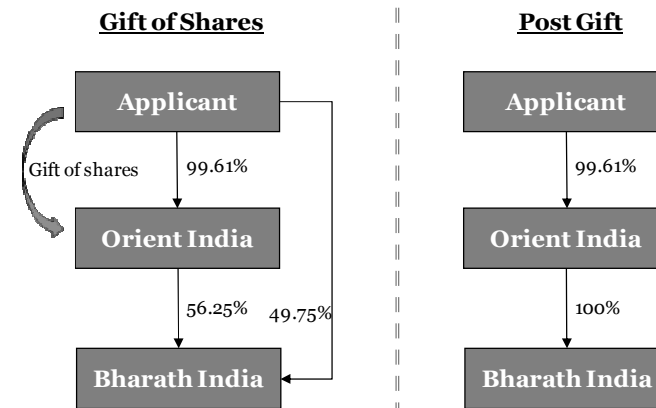 Gift of Shares
Applicant
Gift of shares
99.61%
Orient India
56.25%
49.75%
Bharath India
Post Gift
Applicant
99.61%
Orient India
100%
Bharath India